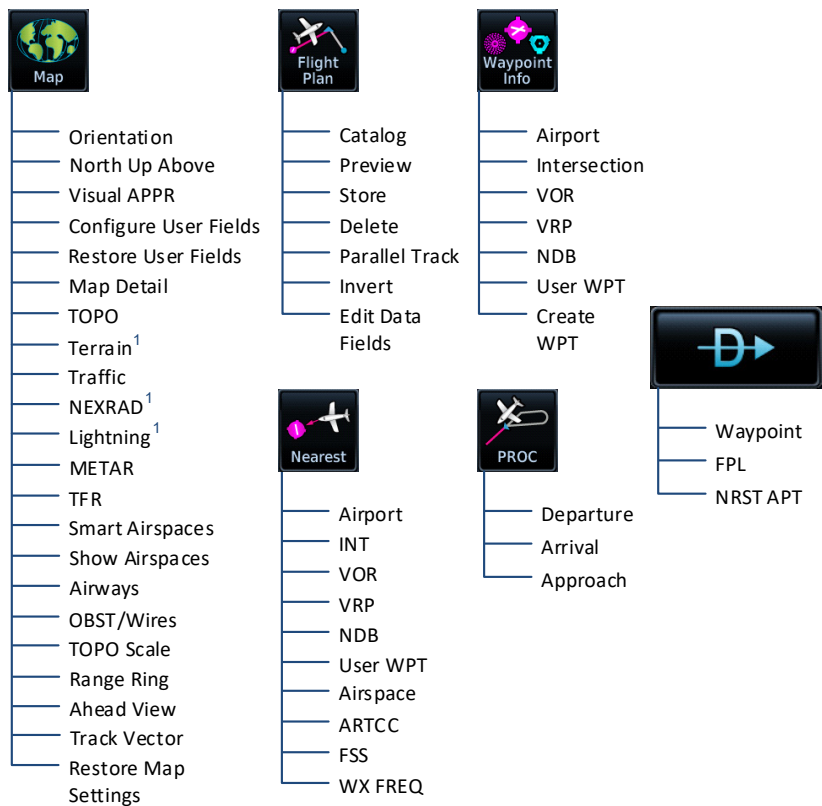 Map
Orientation
North Up Above
Visual APPR
Configure User Fields
Restore User Fields
Map Detail
TOPO
Terrain¹
Traffic
NEXRAD¹
Lightning¹
METAR
TFR
Smart Airspaces
Show Airspaces
Airways
OBST/Wires
TOPO Scale
Range Ring
Ahead View
Track Vector
Restore Map
Settings
Flight
Plan
Catalog
Preview
Store
Delete
Parallel Track
Invert
Edit Data
Fields
Waypoint
Info
Airport
Intersection
VOR
VRP
NDB
User WPT
Create
WPT
Nearest
Airport
INT
VOR
VRP
NDB
User WPT
Airspace
ARTCC
FSS
WX FREQ
PROC
Departure
Arrival
Approach
D
Waypoint
FPL
NRST APT